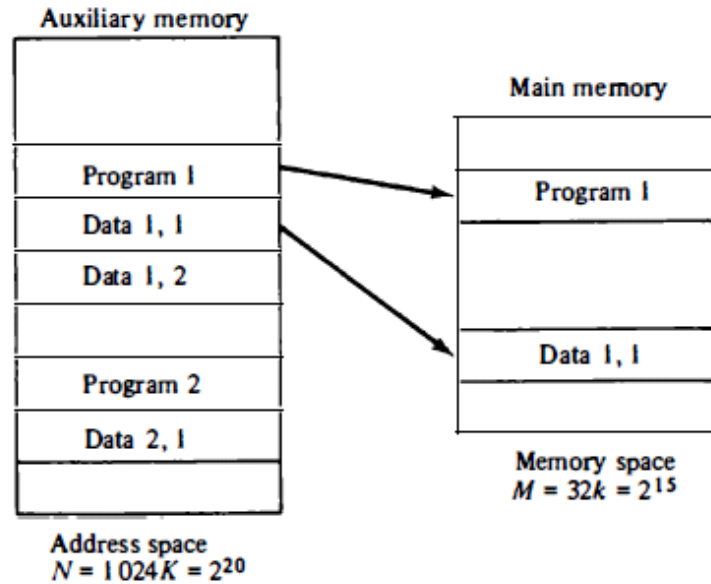 Auxiliary memory
Program 1
Data 1, 1
Data 1, 2
Program 2
Data 2, 1
Address space
N = 1024K = 2^20
Main memory
Program 1
Data 1, 1
Memory space
M = 32k = 2^15